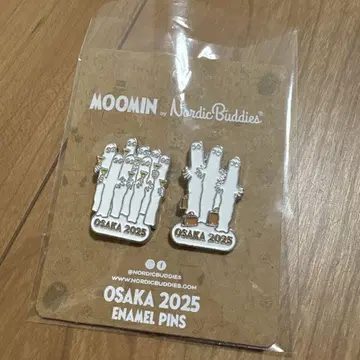 MOOMIN by NordicBuddies®
OSAKA 2025
OSAKA 2025
@NORDICBUDDIES
WWW.NORDICBUDDIES.COM
OSAKA 2025
ENAMEL PINS